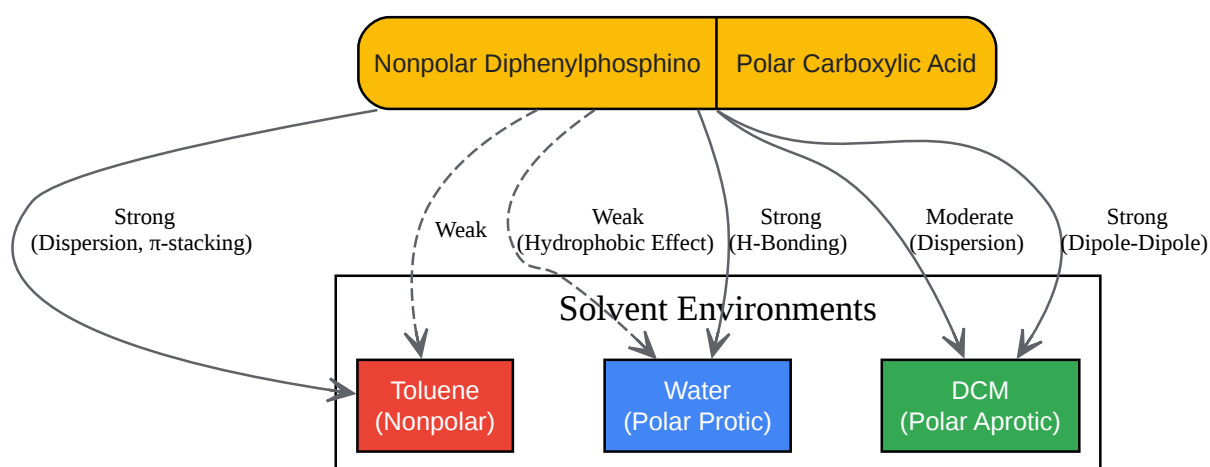 Nonpolar Diphenylphosphino
Polar Carboxylic Acid
Strong
(Dispersion, π-stacking)
Weak
Weak
(Hydrophobic Effect)
Strong
(H-Bonding)
Moderate
(Dispersion)
Strong
(Dipole-Dipole)
Solvent Environments
Toluene
(Nonpolar)
Water
(Polar Protic)
DCM
(Polar Aprotic)